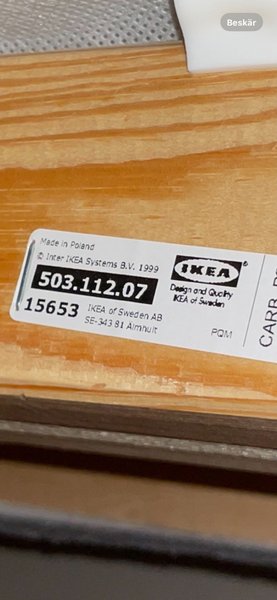 Beskär
Made in Poland
© Inter IKEA Systems B.V. 1999
503.112.07
15653
IKEA of Sweden AB
SE-343 81 Älmhult
IKEA®
Design and Quality
IKEA of Sweden
PQM
CARB